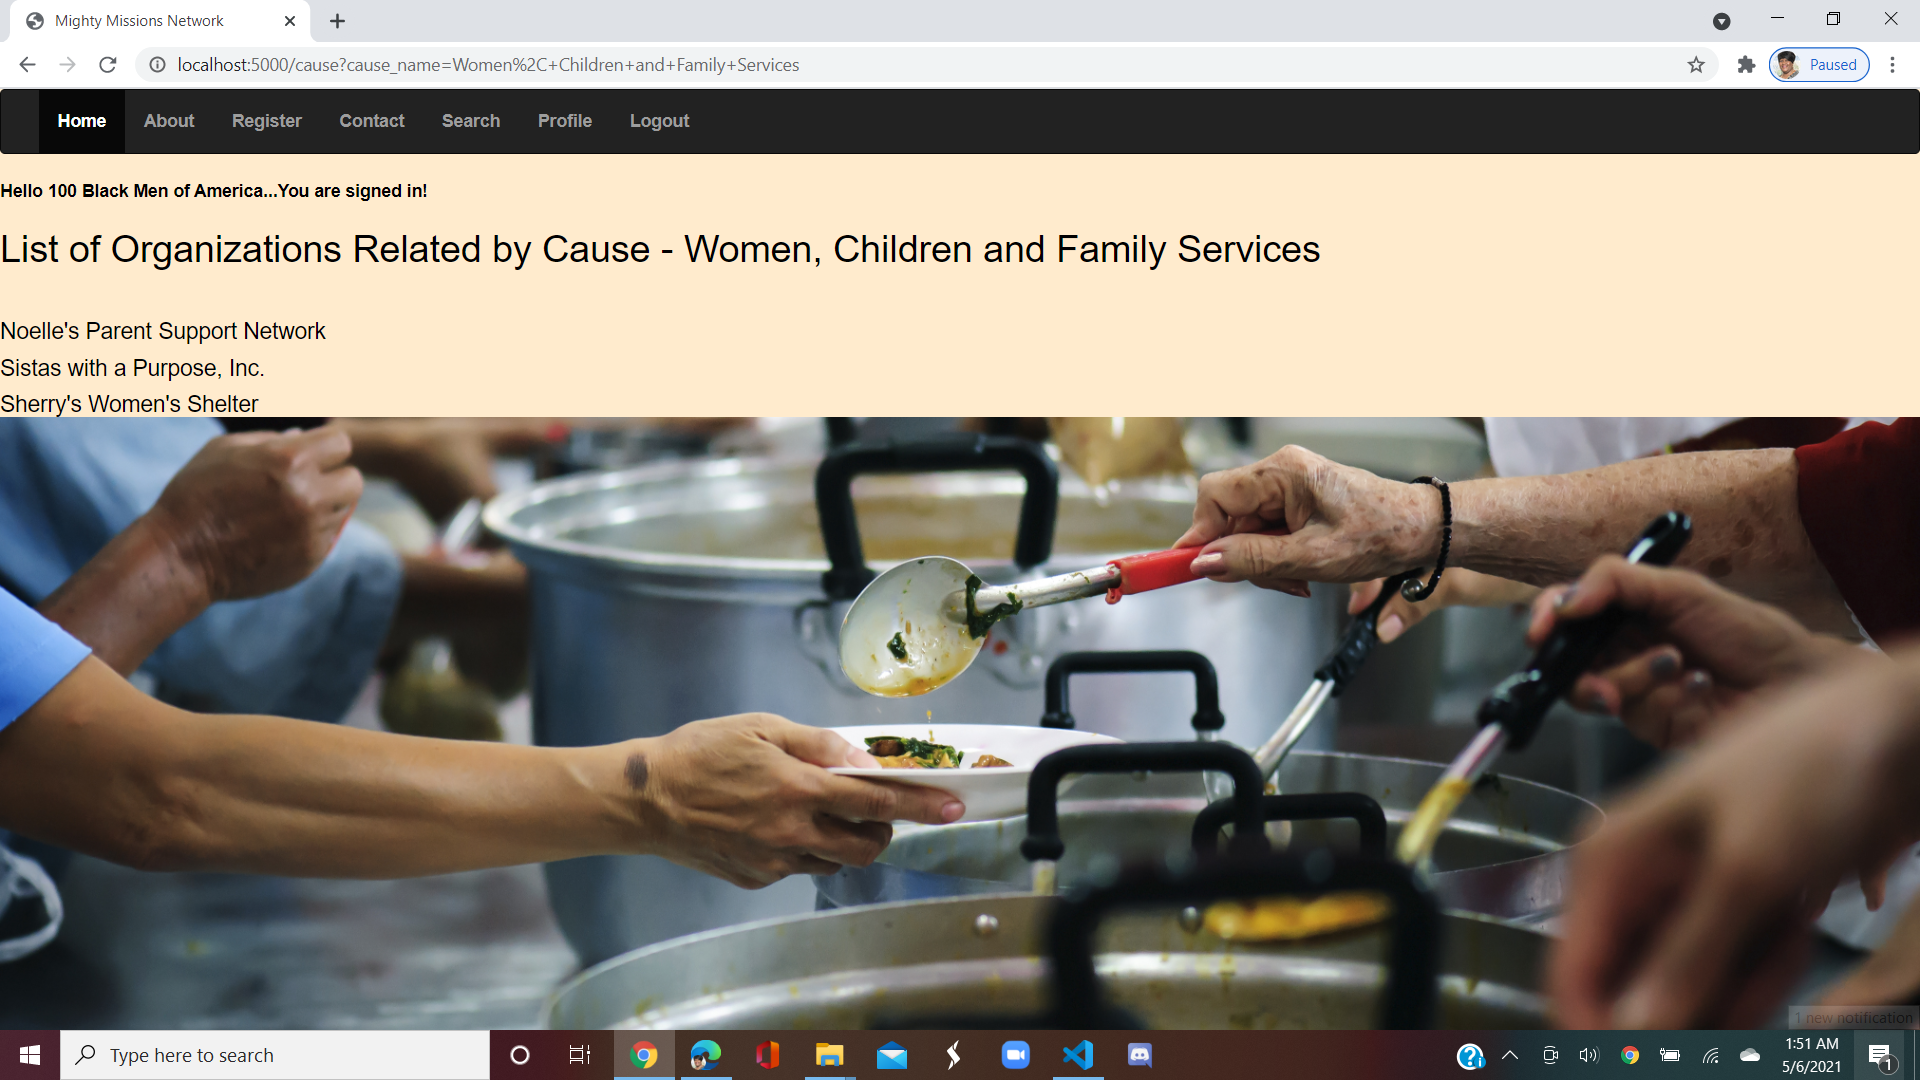 Mighty Missions Network
localhost:5000/cause?cause_name=Women%2C+Children+and+Family+Services
Paused
Home About Register Contact Search Profile Logout
Hello 100 Black Men of America...You are signed in!
List of Organizations Related by Cause - Women, Children and Family Services
Noelle's Parent Support Network
Sistas with a Purpose, Inc.
Sherry's Women's Shelter
1 new notification
Type here to search
1:51 AM
5/6/2021
1